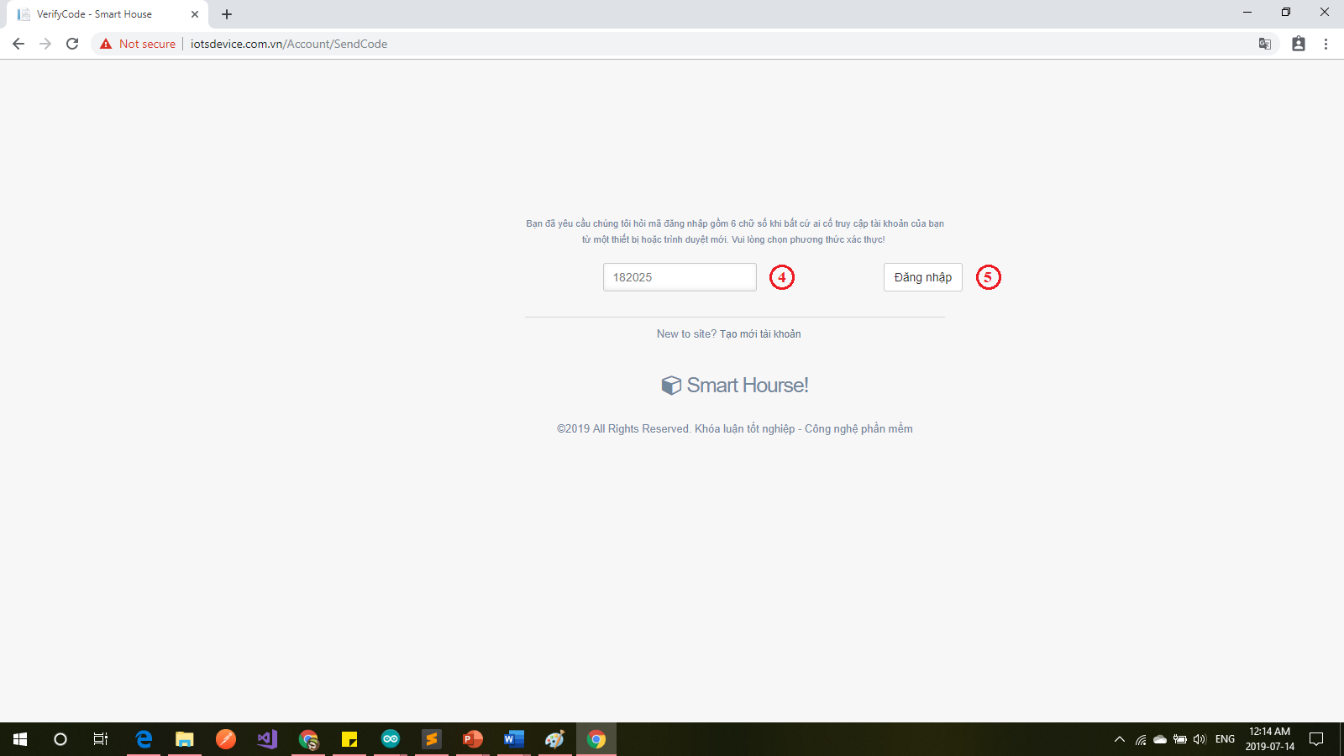 VerifyCode - Smart House
Not secure
iotsdevice.com.vn/Account/SendCode
Bạn đã yêu cầu chúng tôi hỏi mã đăng nhập gồm 6 chữ số khi bất cứ ai cố truy cập tài khoản của bạn
từ một thiết bị hoặc trình duyệt mới. Vui lòng chọn phương thức xác thực!
182025
4
Đăng nhập
5
New to site? Tạo mới tài khoản
Smart Hourse!
©2019 All Rights Reserved. Khóa luận tốt nghiệp - Công nghệ phần mềm
ENG
12:14 AM
2019-07-14